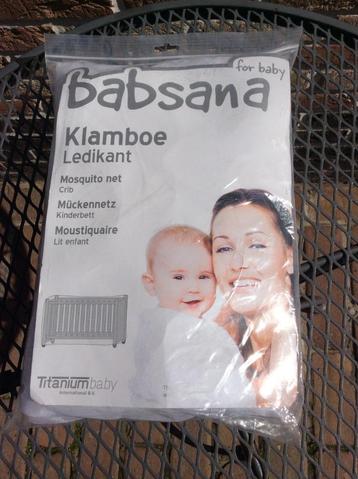 for baby
Babsana
Klamboe
Ledikant
Mosquito net
Crib
Mückennetz
Kinderbett
Moustiquaire
Lit enfant
Titaniumbaby
International B.V.